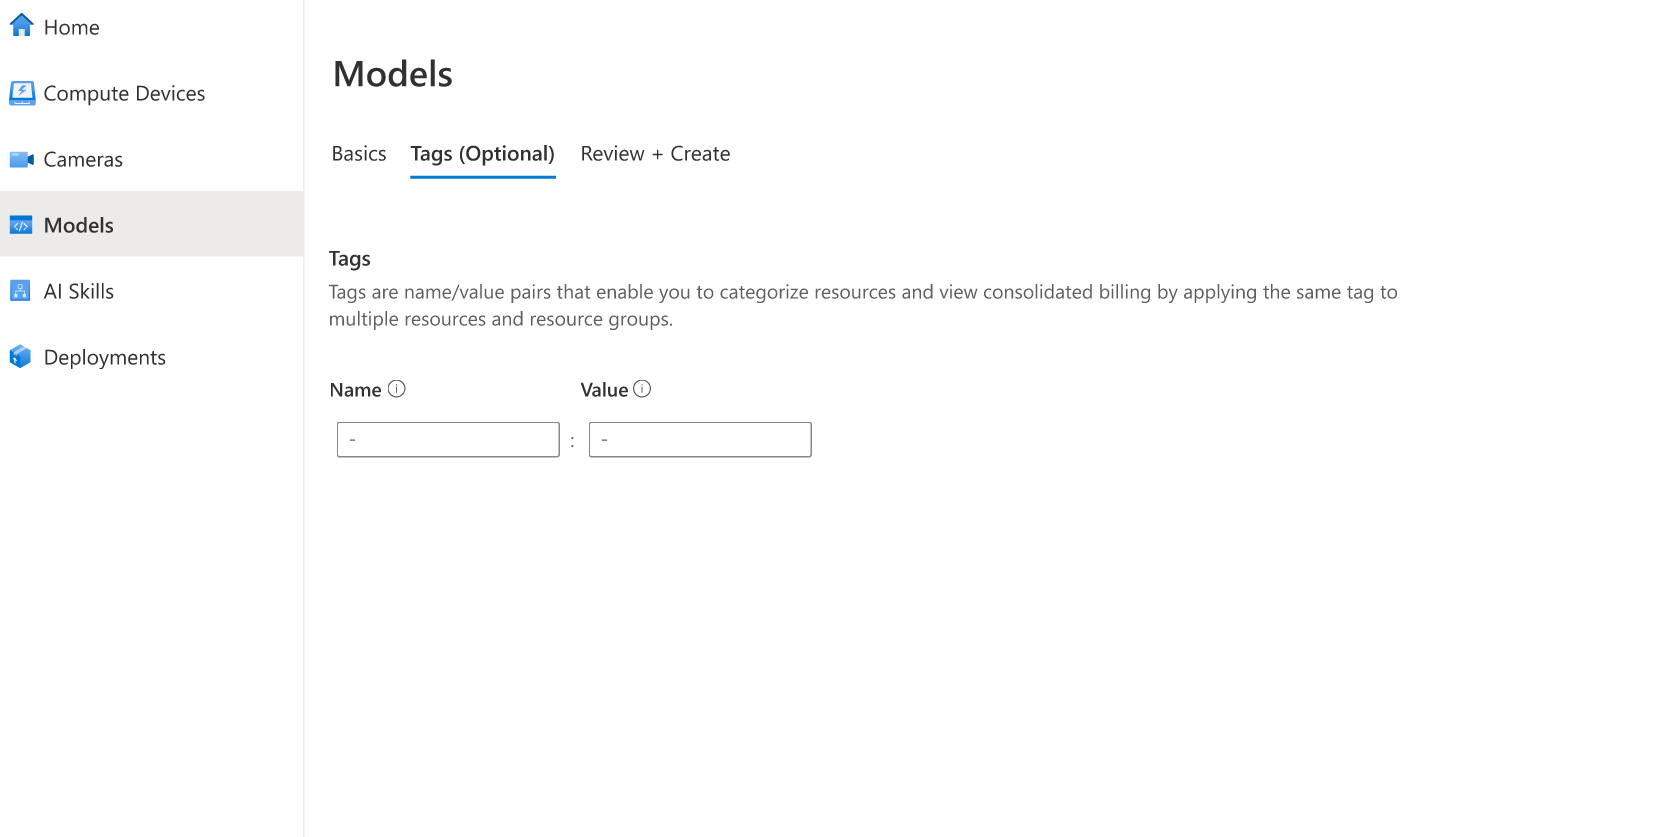 Home
Compute Devices
Cameras
Models
AI Skills
Deployments
Models
Basics Tags (Optional) Review + Create
Tags
Tags are name/value pairs that enable you to categorize resources and view consolidated billing by applying the same tag to
multiple resources and resource groups.
Name Value
- : -